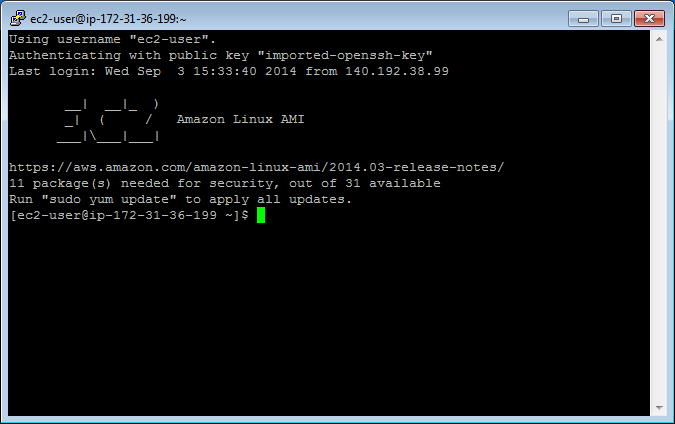 ec2-user@ip-172-31-36-199:~
Using username "ec2-user".
Authenticating with public key "imported-openssh-key"
Last login: Wed Sep  3 15:33:40 2014 from 140.192.38.99
       __|  __|_  )
       _|  (     /   Amazon Linux AMI
      ___|\___|___|
https://aws.amazon.com/amazon-linux-ami/2014.03-release-notes/
11 package(s) needed for security, out of 31 available
Run "sudo yum update" to apply all updates.
[ec2-user@ip-172-31-36-199 ~]$